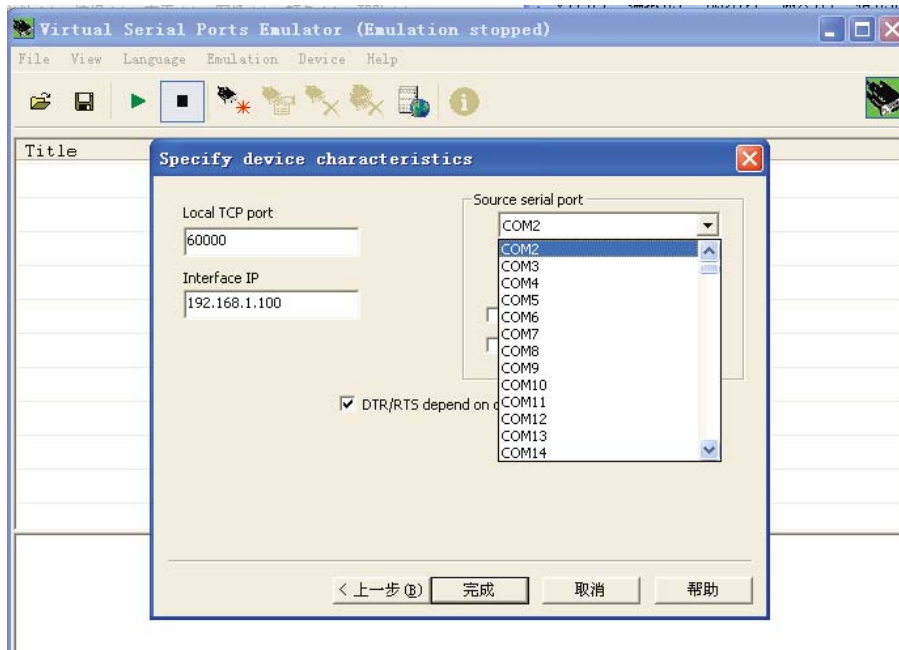 Virtual Serial Ports Emulator (Emulation stopped)
File View Language Emulation Device Help
Title
Specify device characteristics
Local TCP port
60000
Interface IP
192.168.1.100
Source serial port
COM2
COM2
COM3
COM4
COM5
COM6
COM7
COM8
COM9
COM10
COM11
COM12
COM13
COM14
DTR/RTS depend on
< 上一步(B)
完成
取消
帮助